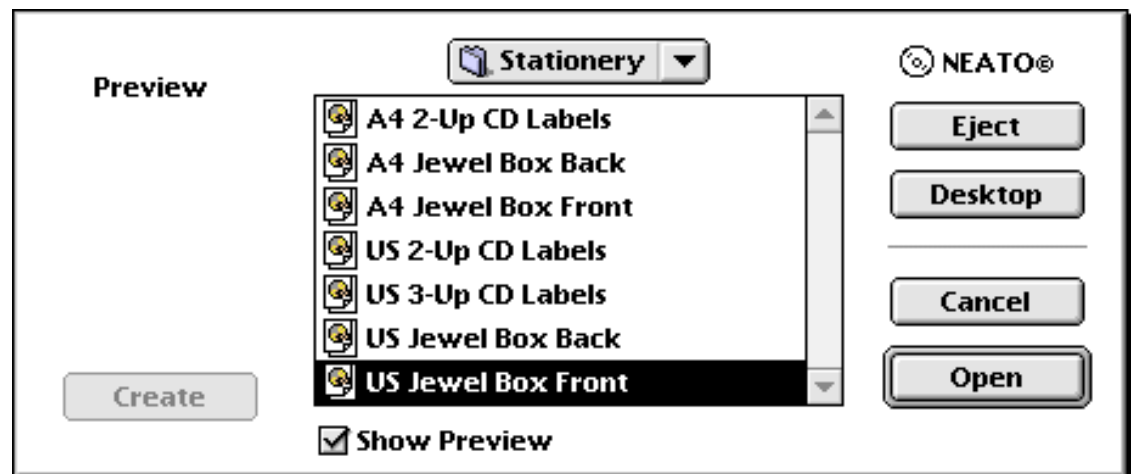 Preview
Stationery
A4 2-Up CD Labels
A4 Jewel Box Back
A4 Jewel Box Front
US 2-Up CD Labels
US 3-Up CD Labels
US Jewel Box Back
US Jewel Box Front
Create
Show Preview
NEATO©
Eject
Desktop
Cancel
Open